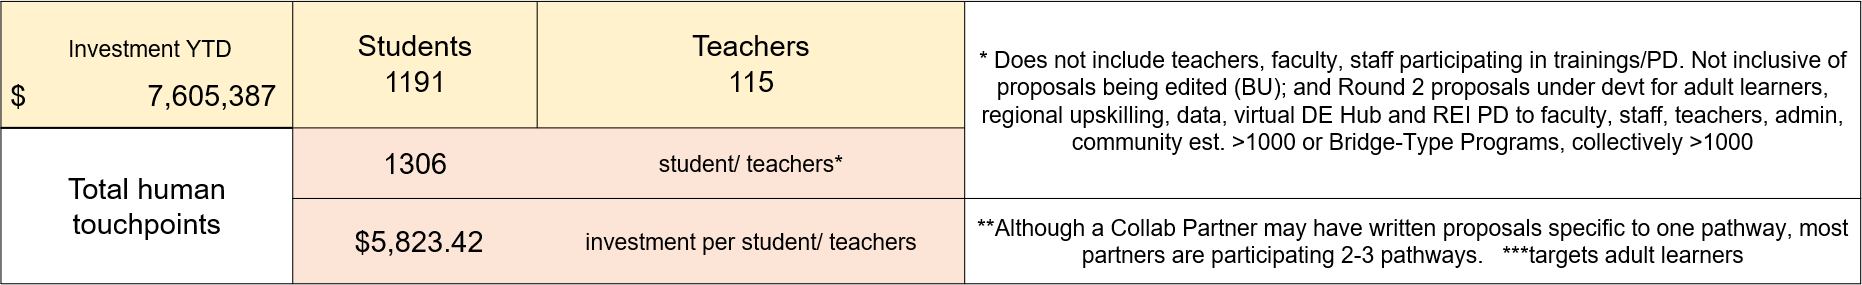 Investment YTD
$ 7,605,387
Students
1191
Teachers
115
* Does not include teachers, faculty, staff participating in trainings/PD. Not inclusive of
proposals being edited (BU); and Round 2 proposals under devt for adult learners,
regional upskilling, data, virtual DE Hub and REI PD to faculty, staff, teachers, admin,
community est. >1000 or Bridge-Type Programs, collectively >1000
Total human
touchpoints
1306 student/ teachers*
$5,823.42 investment per student/ teachers
**Although a Collab Partner may have written proposals specific to one pathway, most
partners are participating 2-3 pathways. ***targets adult learners